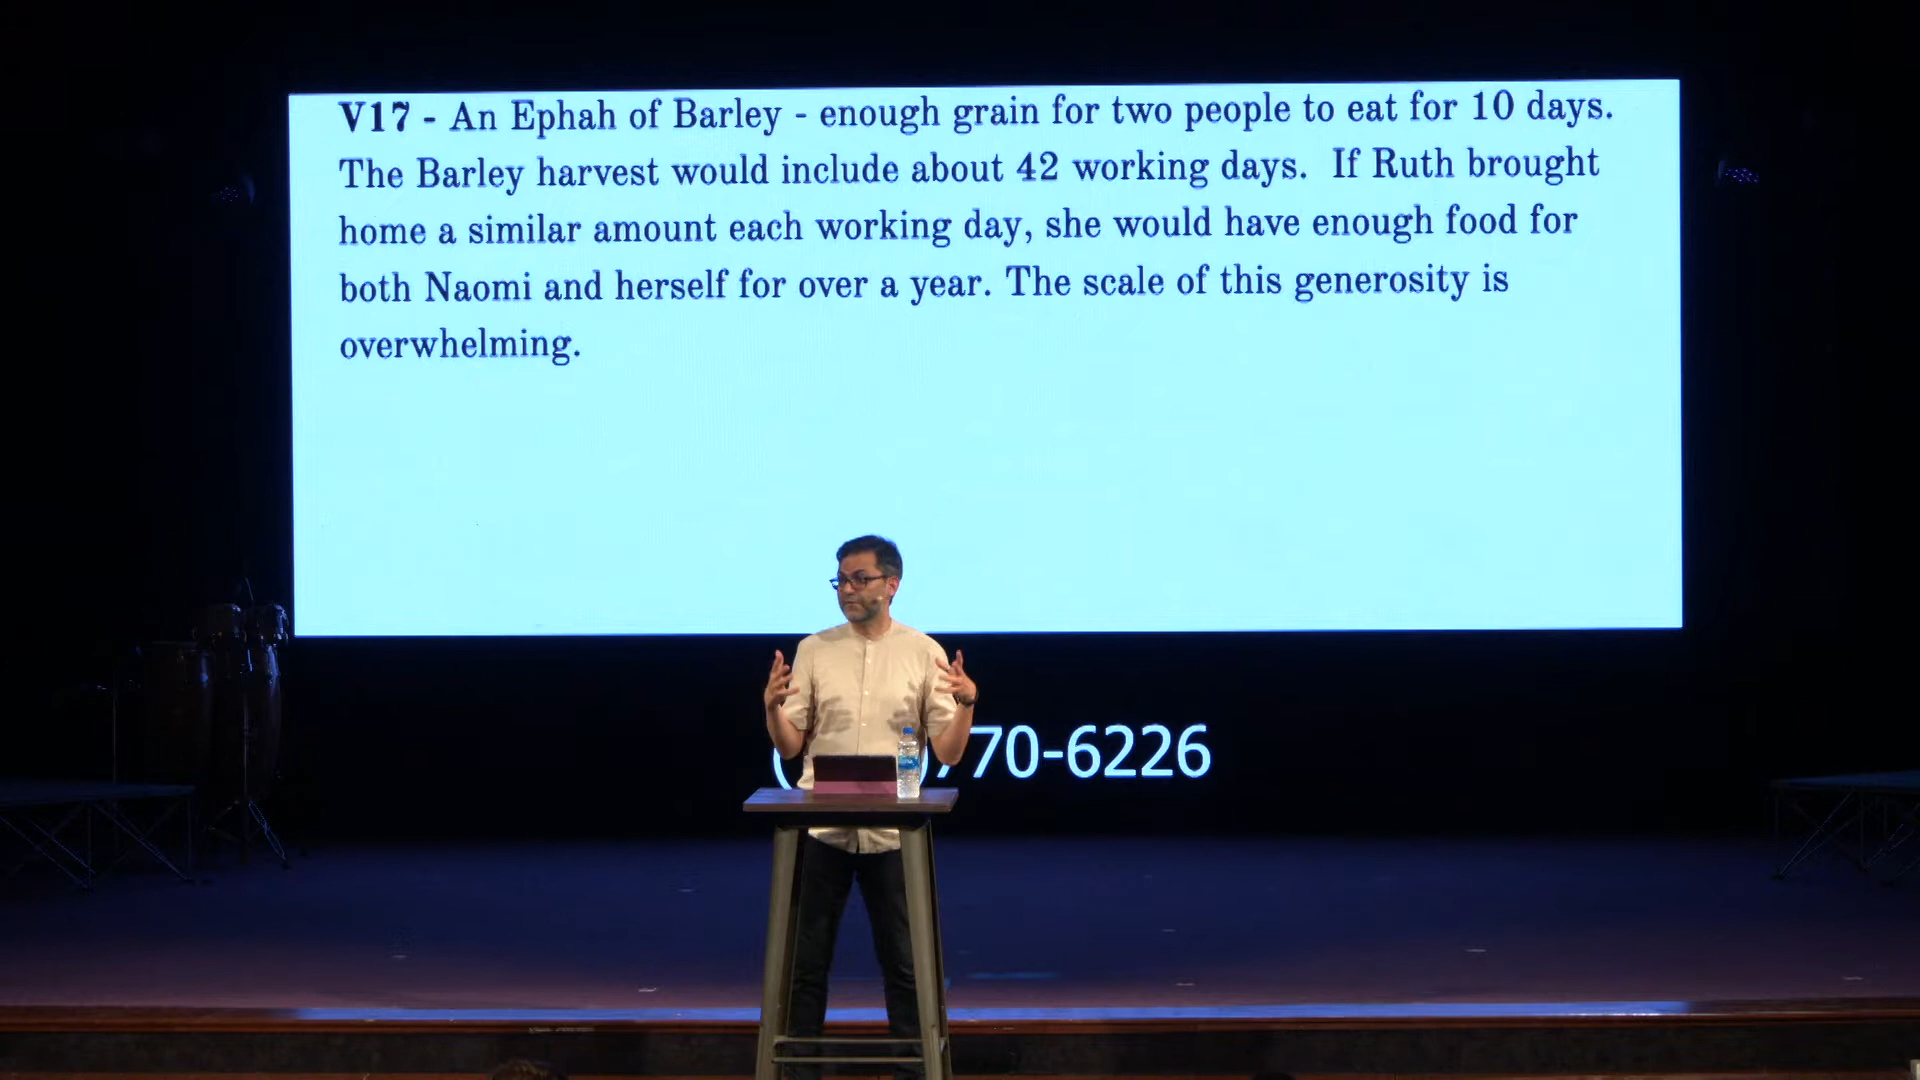 V17 - An Ephah of Barley - enough grain for two people to eat for 10 days.
The Barley harvest would include about 42 working days. If Ruth brought
home a similar amount each working day, she would have enough food for
both Naomi and herself for over a year. The scale of this generosity is
overwhelming.
770-6226